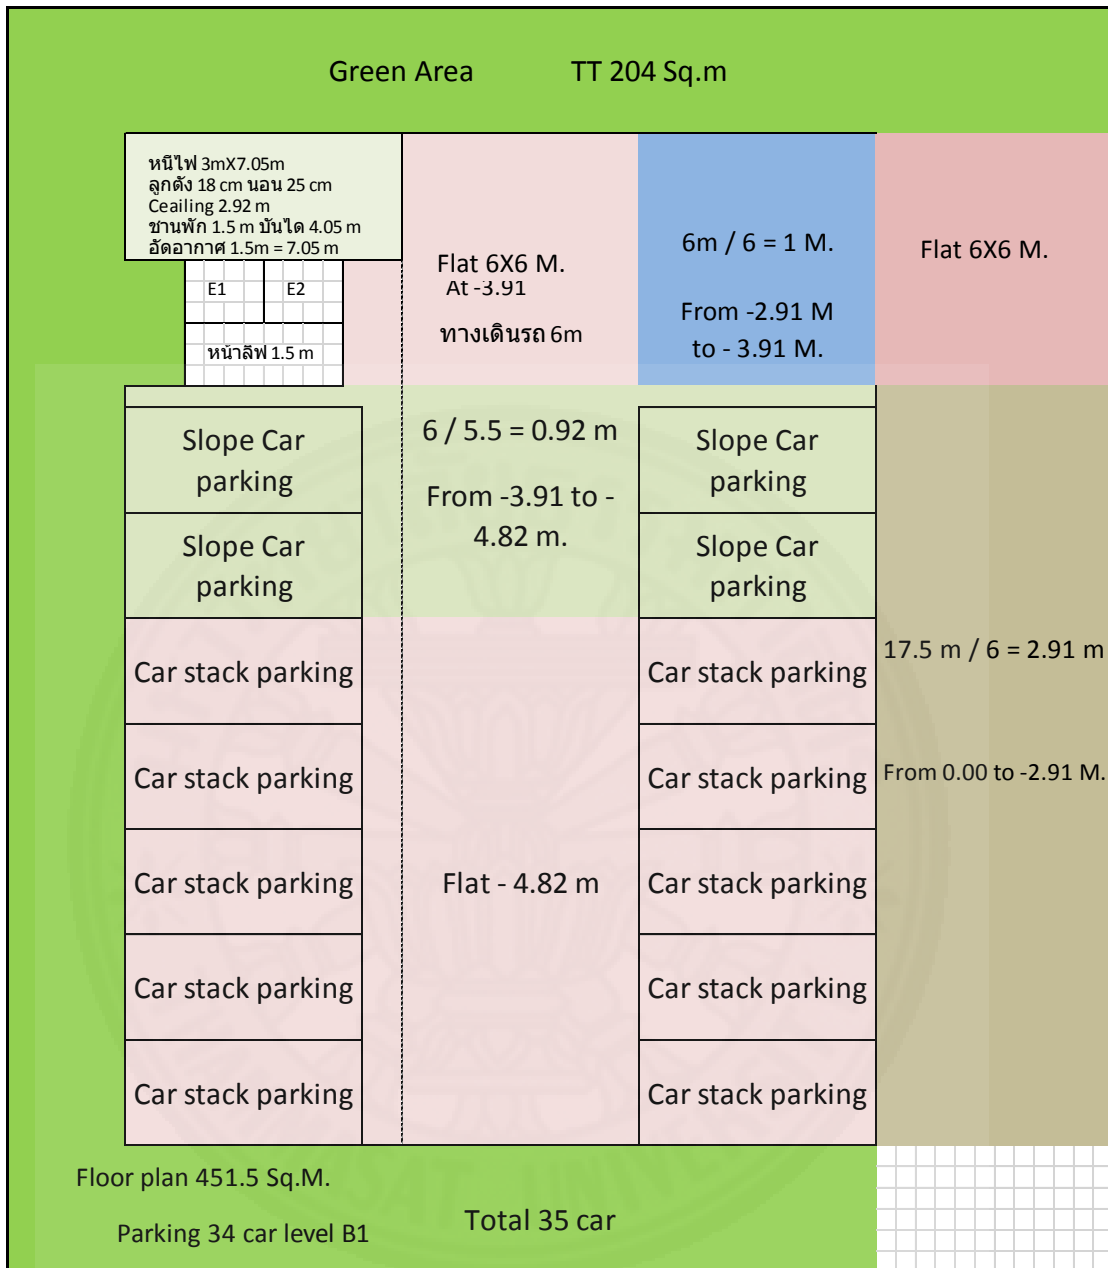 Green Area TT 204 Sq.m
หนีไฟ 3mX7.05m
ลูกตั้ง 18 cm นอน 25 cm
Ceailing 2.92 m
ชานพัก 1.5 m บันได 4.05 m
อัดอากาศ 1.5m = 7.05 m
E1 E2
หน้าลิฟ 1.5 m
Flat 6X6 M.
At -3.91
ทางเดินรถ 6m
6m / 6 = 1 M.
From -2.91 M
to - 3.91 M.
Flat 6X6 M.
Slope Car
parking
6 / 5.5 = 0.92 m
From -3.91 to -
4.82 m.
Slope Car
parking
Slope Car
parking
Slope Car
parking
Car stack parking
Car stack parking
17.5 m / 6 = 2.91 m
Car stack parking
Car stack parking
From 0.00 to -2.91 M.
Car stack parking
Flat - 4.82 m
Car stack parking
Car stack parking
Car stack parking
Car stack parking
Car stack parking
Floor plan 451.5 Sq.M.
Parking 34 car level B1
Total 35 car